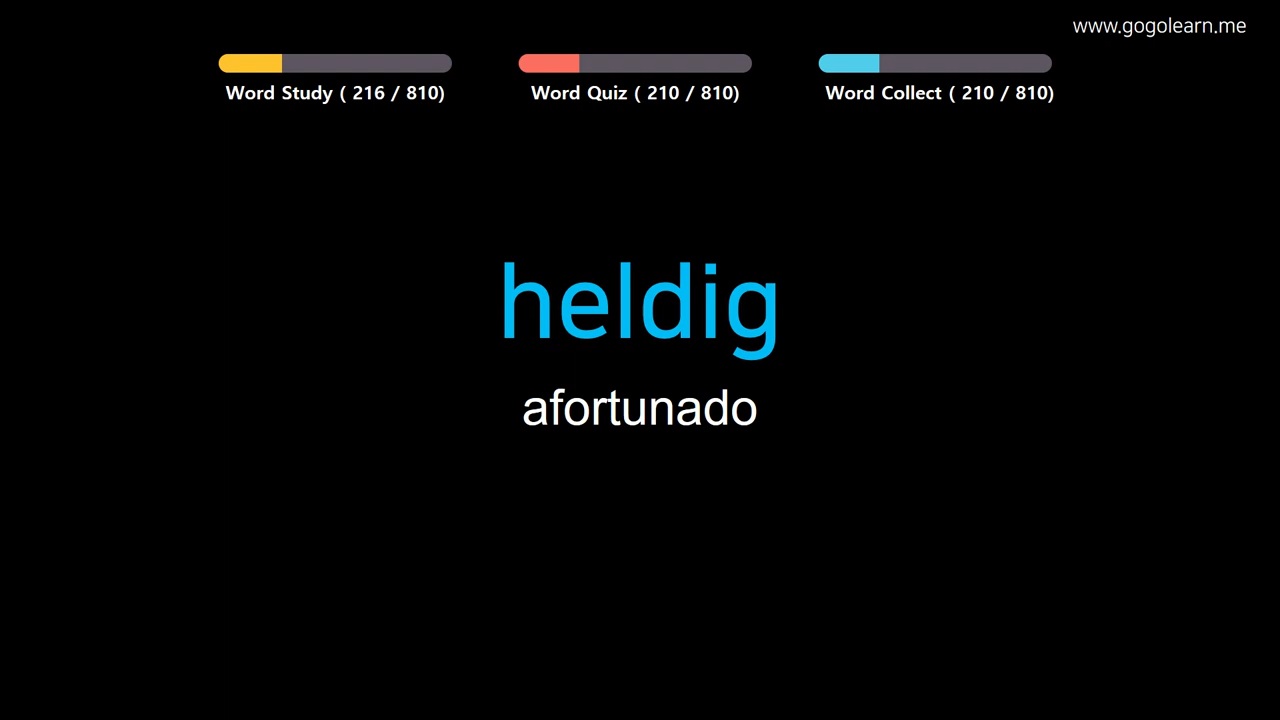 www.gogolearn.me
Word Study ( 216 / 810)
Word Quiz ( 210 / 810)
Word Collect ( 210 / 810)
heldig
afortunado